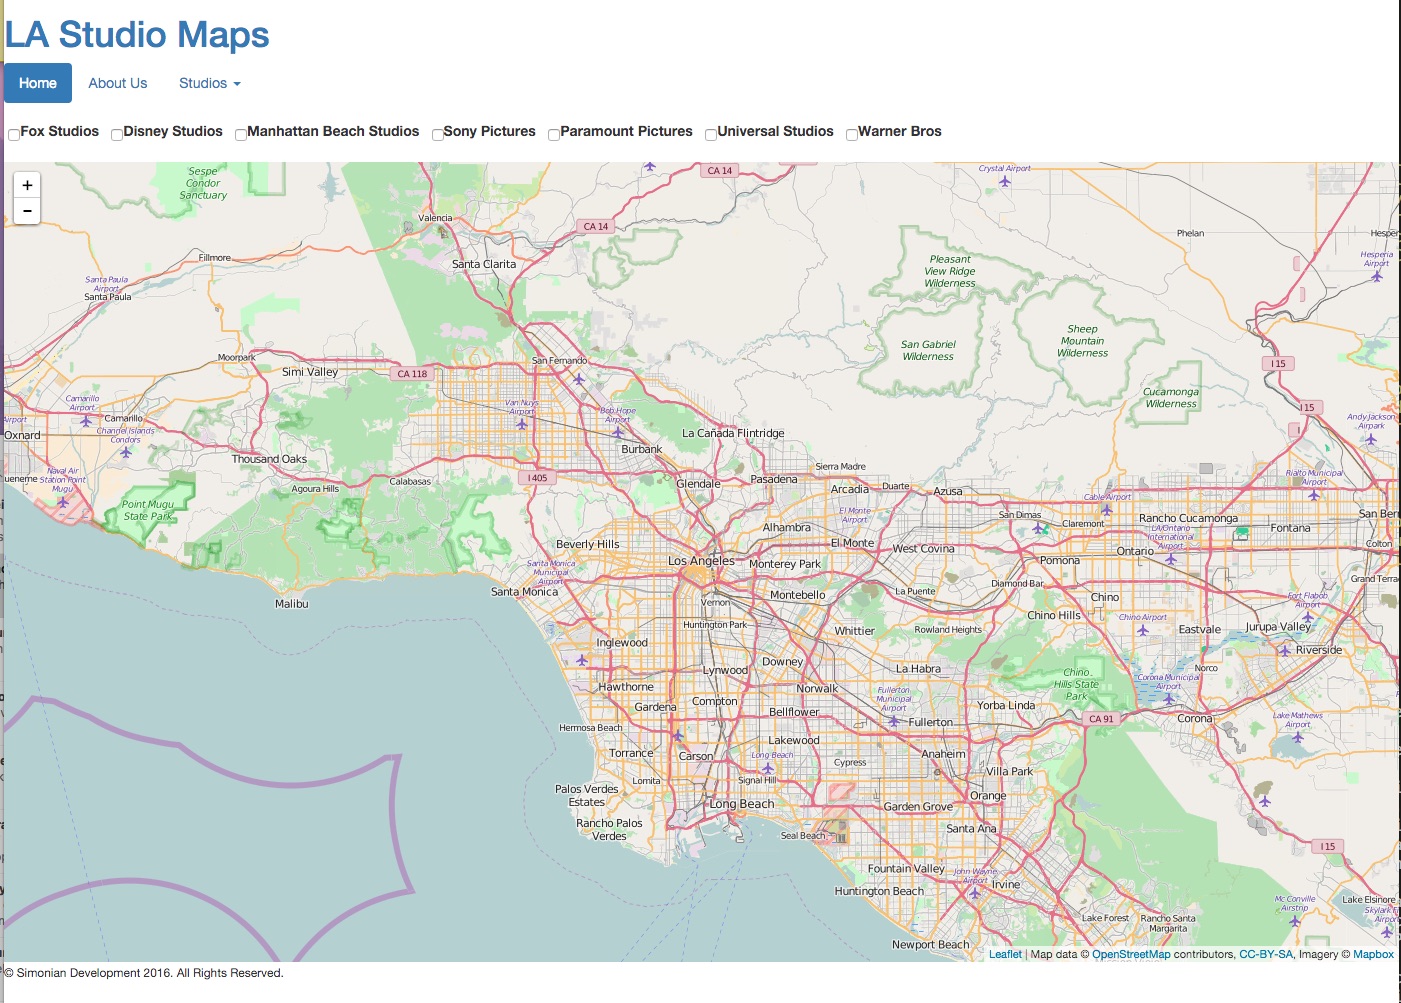 LA Studio Maps
Home About Us Studios
Fox Studios Disney Studios Manhattan Beach Studios Sony Pictures Paramount Pictures Universal Studios Warner Bros
+
-
Sespe
Condor
Sanctuary
CA 14
Crystal Airport
Valencia
CA 14
Phelan
Fillmore
Santa Clarita
Pleasant
View Ridge
Wilderness
Hesperia
Airport
Santa Paula
Airport
Santa Paula
Sheep
Mountain
Wilderness
San Gabriel
Wilderness
Moorpark
San Fernando
I 15
Simi Valley
CA 118
Cucamonga
Wilderness
Camarillo
Airport
Van Nuys
Airport
Bob Hope
Airport
I 15
Camarillo
Airport
Andy Jackson
Airpark
Oxnard
Channel Islands
Condors
La Cañada Flintridge
Burbank
Thousand Oaks
Sierra Madre
Naval Air
Station Point
Mugu
Agoura Hills
Calabasas
I 405
Glendale
Pasadena
Arcadia
Duarte
Azusa
Rialto Municipal
Airport
Cable Airport
Point Mugu
State Park
El Monte
Airport
San Dimas
Claremont
Rancho Cucamonga
Fontana
Alhambra
LA/Ontario
International
Airport
Beverly Hills
El Monte
West Covina
Ontario
Colton
Los Angeles
Monterey Park
Pomona
Santa Monica
Municipal
Airport
Santa Monica
Montebello
La Puente
Diamond Bar
Chino
Flabob
Airport
Malibu
Vernon
Chino Hills
Chino Airport
Huntington Park
Whittier
Rowland Heights
Eastvale
Jurupa Valley
Inglewood
Riverside
Lynwood
Downey
La Habra
Norco
Chino
Hills State
Park
Corona Municipal
Airport
Hawthorne
Norwalk
Fullerton
Municipal
Airport
Gardena
Compton
Bellflower
Yorba Linda
CA 91
Corona
Lake Mathews
Airport
Hermosa Beach
Fullerton
Torrance
Carson
Lakewood
Long Beach
Cypress
Anaheim
Villa Park
Lomita
Signal Hill
Palos Verdes
Estates
Long Beach
Garden Grove
Orange
Rancho Palos
Verdes
Seal Beach
Santa Ana
I 15
Fountain Valley
John Wayne
Airport
Huntington Beach
Irvine
Mc Conville
Airstrip
Lake Elsinore
Lake Forest
Rancho Santa
Margarita
Newport Beach
Leaflet | Map data © OpenStreetMap contributors, CC-BY-SA, Imagery © Mapbox
© Simonian Development 2016. All Rights Reserved.